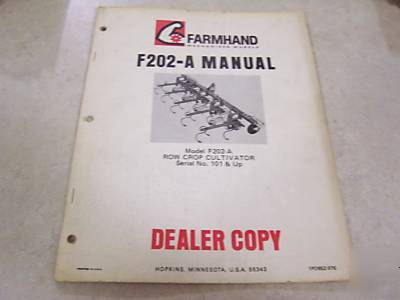 FARMHAND
F202-A MANUAL
Model F202-A
ROW CROP CULTIVATOR
Serial No. 101 & Up
DEALER COPY
HOPKINS, MINNESOTA, U.S.A. 55343